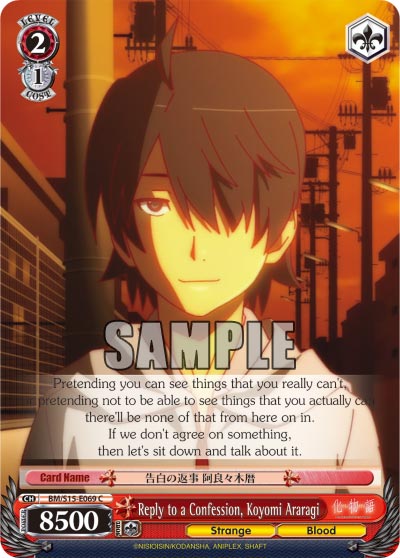 LEVEL
2
1
COST
SAMPLE
Pretending you can see things that you really can't,
pretending not to be able to see things that you actually can,
there'll be none of that from here on in.
If we don't agree on something,
then let's sit down and talk about it.
Card Name
告白の返事 阿良々木暦
CH
BM/S15-E069 C
Reply to a Confession, Koyomi Araragi
化物語
POWER
8500
Strange
Blood
©NISIOISIN/KODANSHA, ANIPLEX, SHAFT